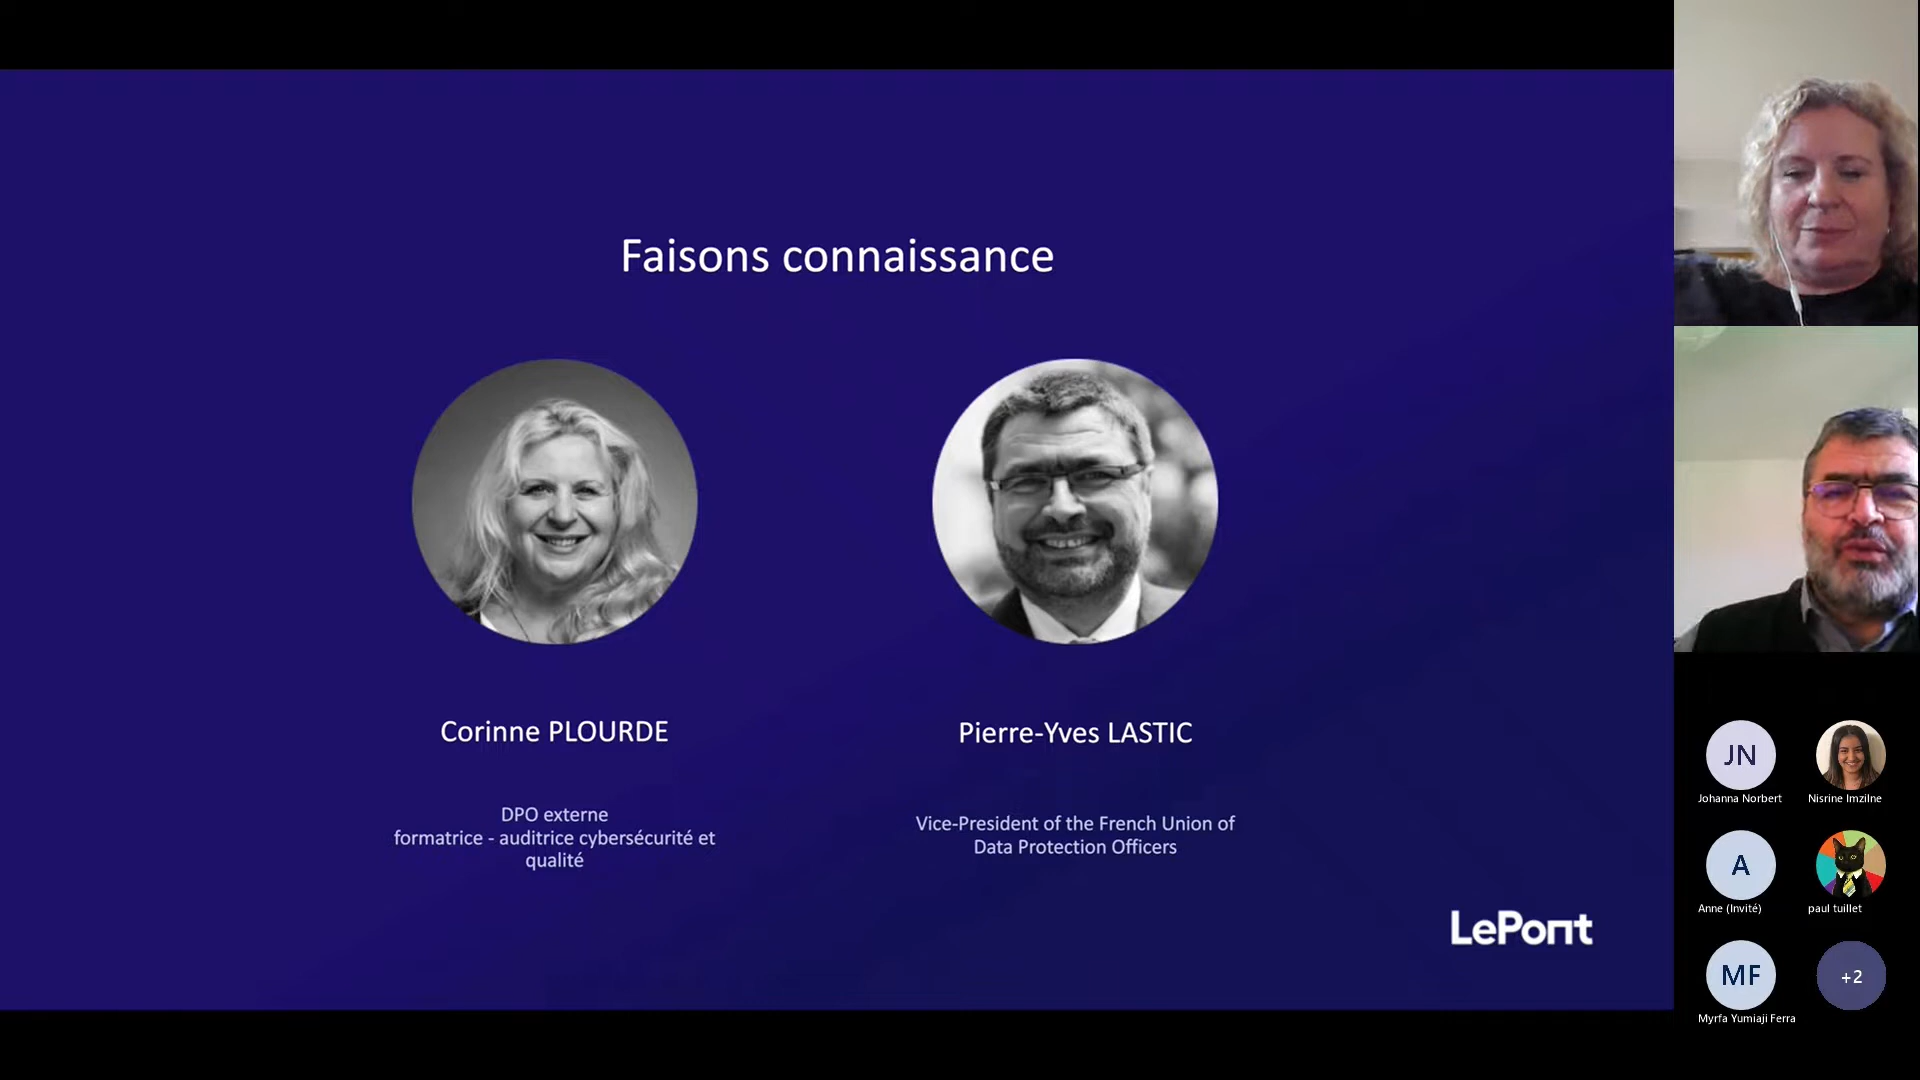 Faisons connaissance
Corinne PLOURDE
DPO externe
formatrice - auditrice cybersécurité et
qualité
Pierre-Yves LASTIC
Vice-President of the French Union of
Data Protection Officers
LePont
JN
Johanna Norbert
Nisrine Imzilne
A
Anne (Invité)
paul tuillet
MF
Myrfa Yumiaji Ferra
+2